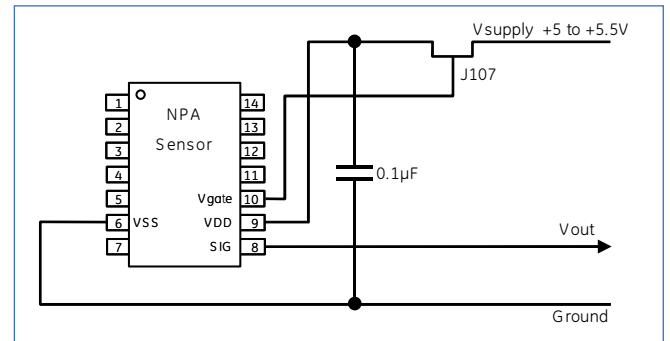 Vsupply +5 to +5.5V
J107
1
14
NPA
2
13
Sensor
3
12
4
11
0.1µF
5
Vgate
10
6
VSS
VDD
9
7
SIG
8
Vout
Ground